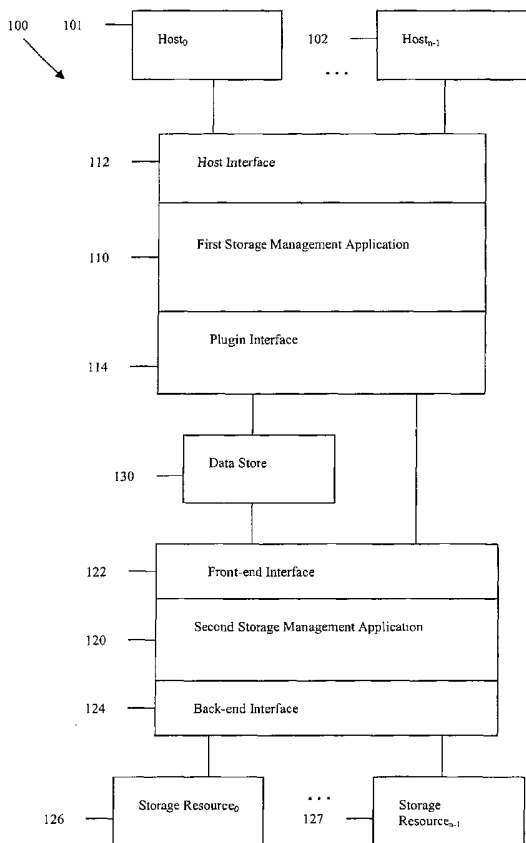 100
101
Host0
102
Hostn-1
...
112
Host Interface
110
First Storage Management Application
Plugin Interface
114
Data Store
130
122
Front-end Interface
Second Storage Management Application
120
124
Back-end Interface
Storage Resource0
126
...
127
Storage
Resourcen-1